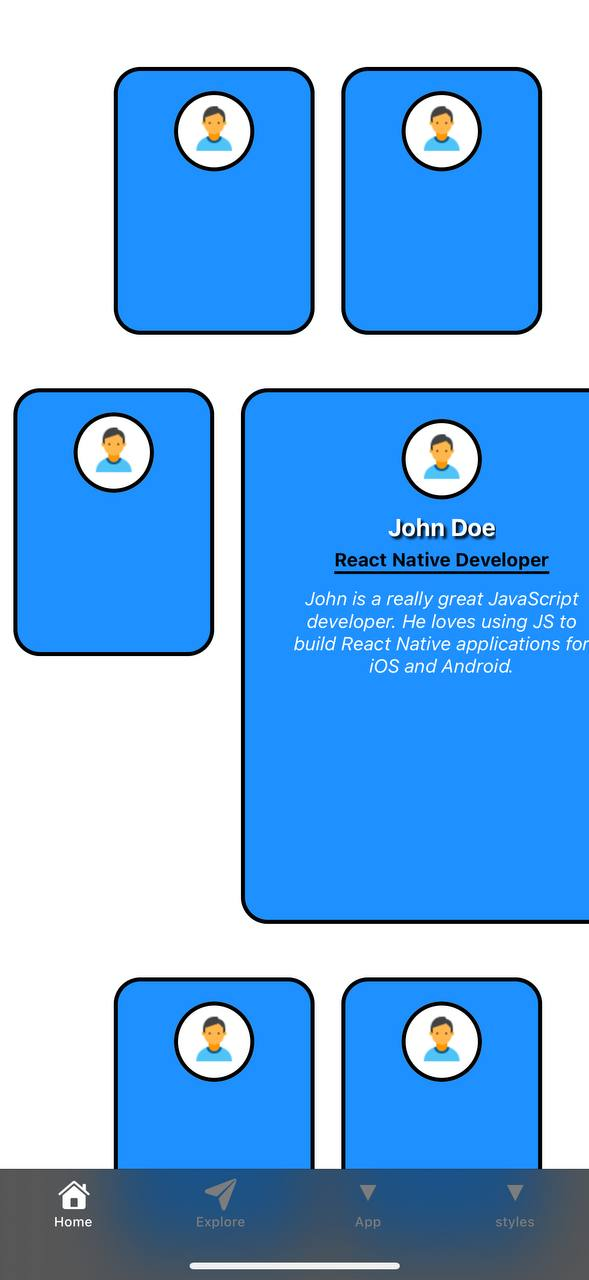 John Doe
React Native Developer
John is a really great JavaScript
developer. He loves using JS to
build React Native applications for
iOS and Android.
Home
Explore
App
styles